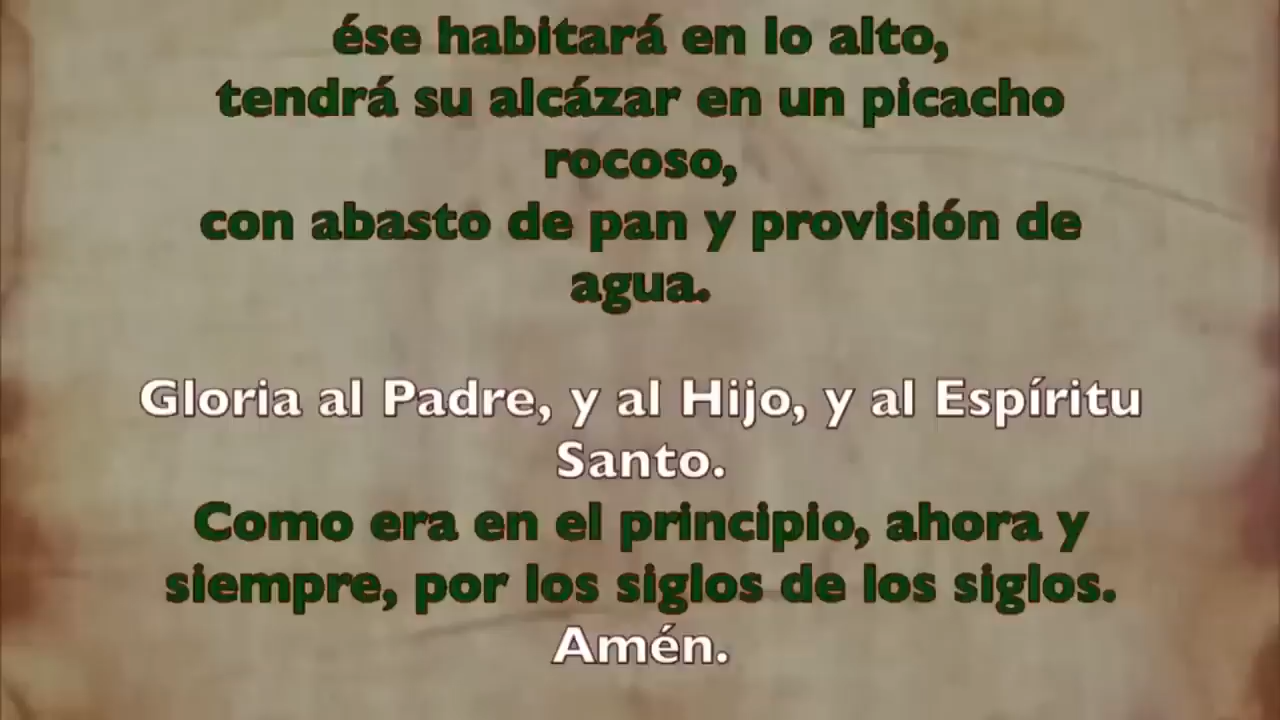 ése habitará en lo alto,
tendrá su alcázar en un picacho
rocoso,
con abasto de pan y provisión de
agua.
Gloria al Padre, y al Hijo, y al Espíritu
Santo.
Como era en el principio, ahora y
siempre, por los siglos de los siglos.
Amén.